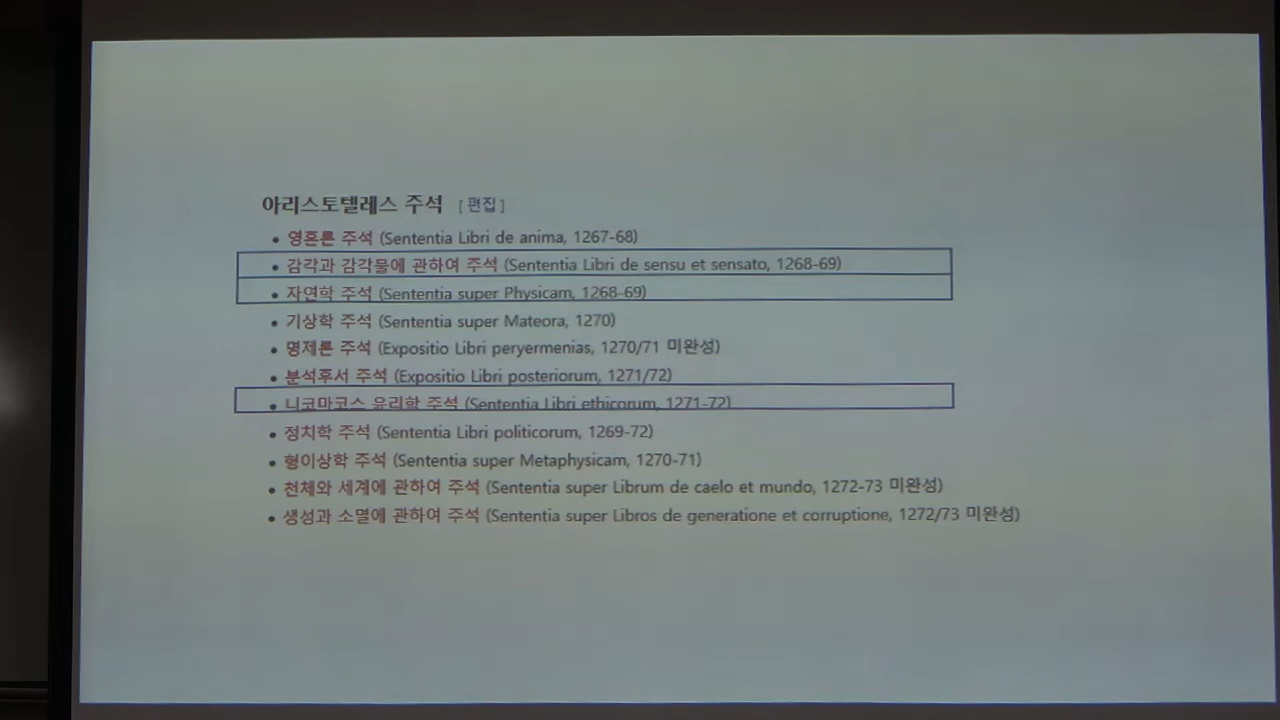 아리스토텔레스 주석 [편집]
• 영혼론 주석 (Sententia Libri de anima, 1267-68)
• 감각과 감각물에 관하여 주석 (Sententia Libri de sensu et sensato, 1268-69)
• 자연학 주석 (Sententia super Physicam, 1268-69)
• 기상학 주석 (Sententia super Mateora, 1270)
• 명제론 주석 (Expositio Libri peryermenias, 1270/71 미완성)
• 분석후서 주석 (Expositio Libri posteriorum, 1271/72)
• 니코마코스 윤리학 주석 (Sententia Libri ethicorum, 1271-72)
• 정치학 주석 (Sententia Libri politicorum, 1269-72)
• 형이상학 주석 (Sententia super Metaphysicam, 1270-71)
• 천체와 세계에 관하여 주석 (Sententia super Librum de caelo et mundo, 1272-73 미완성)
• 생성과 소멸에 관하여 주석 (Sententia super Libros de generatione et corruptione, 1272/73 미완성)